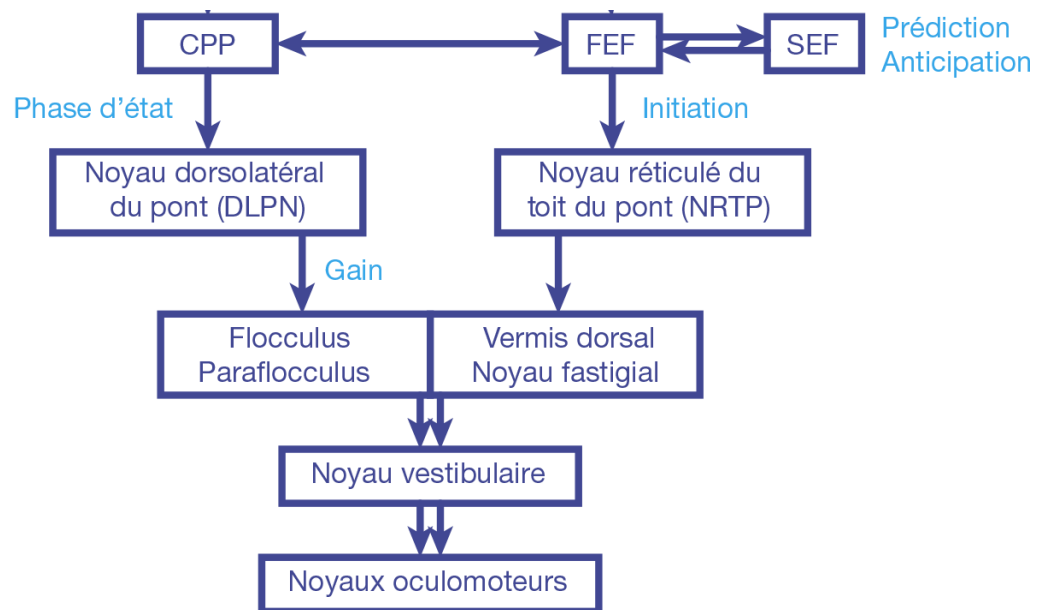 CPP
FEF
SEF
Prédiction
Anticipation
Phase d'état
Initiation
Noyau dorsolatéral
du pont (DLPN)
Noyau réticulé du
toit du pont (NRTP)
Gain
Flocculus
Paraflocculus
Vermis dorsal
Noyau fastigial
Noyau vestibulaire
Noyaux oculomoteurs